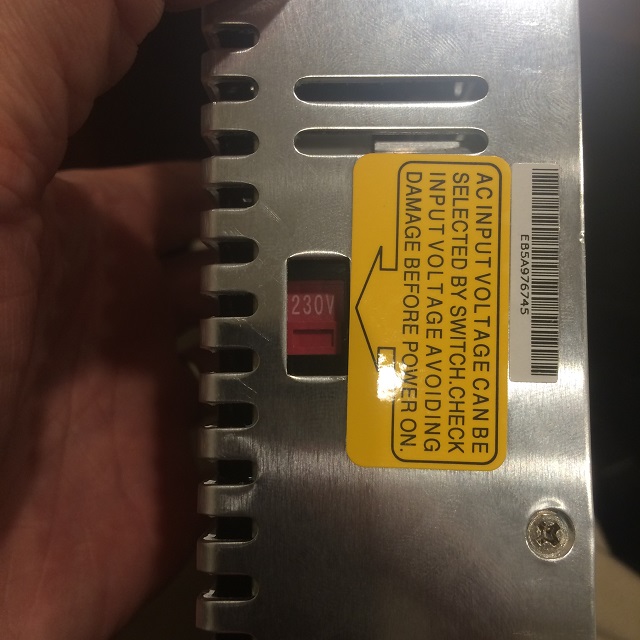 AC INPUT VOLTAGE CAN BE
SELECTED BY SWITCH.CHECK
INPUT VOLTAGE AVOIDING
DAMAGE BEFORE POWER ON.
230V
EB5A976745